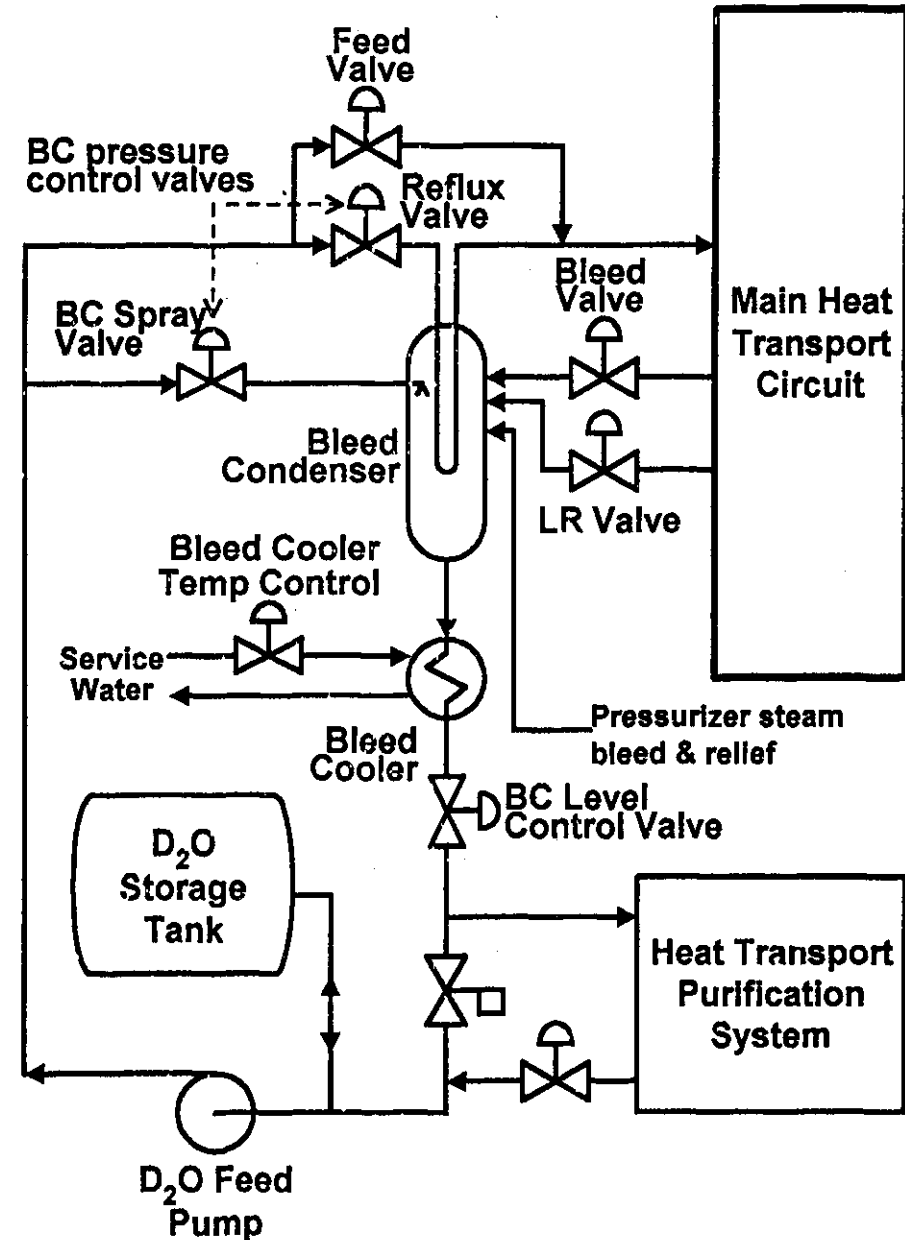 Feed
Valve
BC pressure
control valves
Reflux
Valve
BC Spray
Valve
Bleed
Valve
Main Heat
Transport
Circuit
Bleed
Condenser
LR Valve
Bleed Cooler
Temp Control
Service
Water
Bleed
Cooler
Pressurizer steam
bleed & relief
BC Level
Control Valve
D₂O
Storage
Tank
Heat Transport
Purification
System
D₂O Feed
Pump